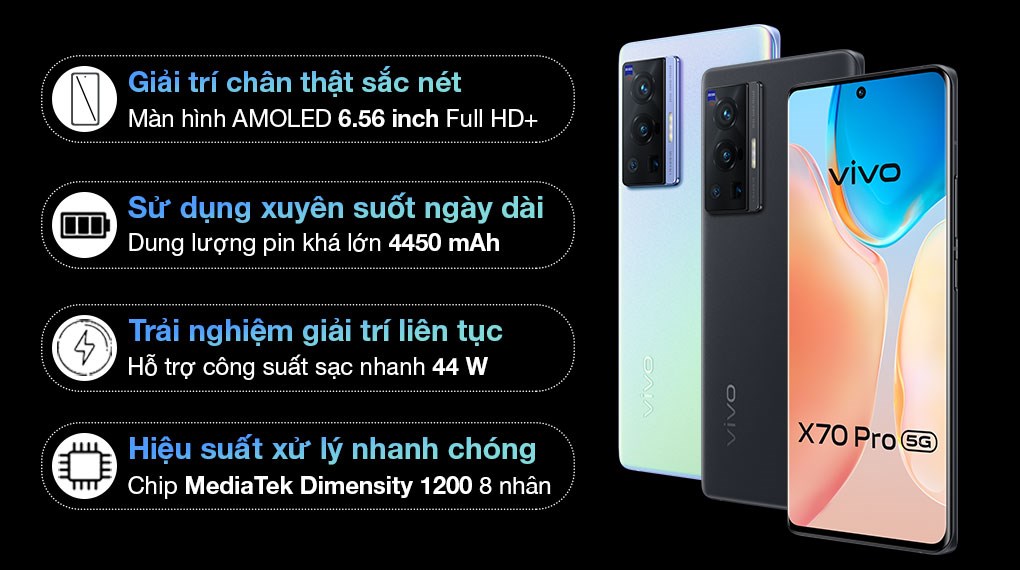 Giải trí chân thật sắc nét
Màn hình AMOLED 6.56 inch Full HD+
Sử dụng xuyên suốt ngày dài
Dung lượng pin khá lớn 4450 mAh
Trải nghiệm giải trí liên tục
Hỗ trợ công suất sạc nhanh 44 W
Hiệu suất xử lý nhanh chóng
Chip MediaTek Dimensity 1200 8 nhân
vivo
vivo
vivo
X70 Pro 5G